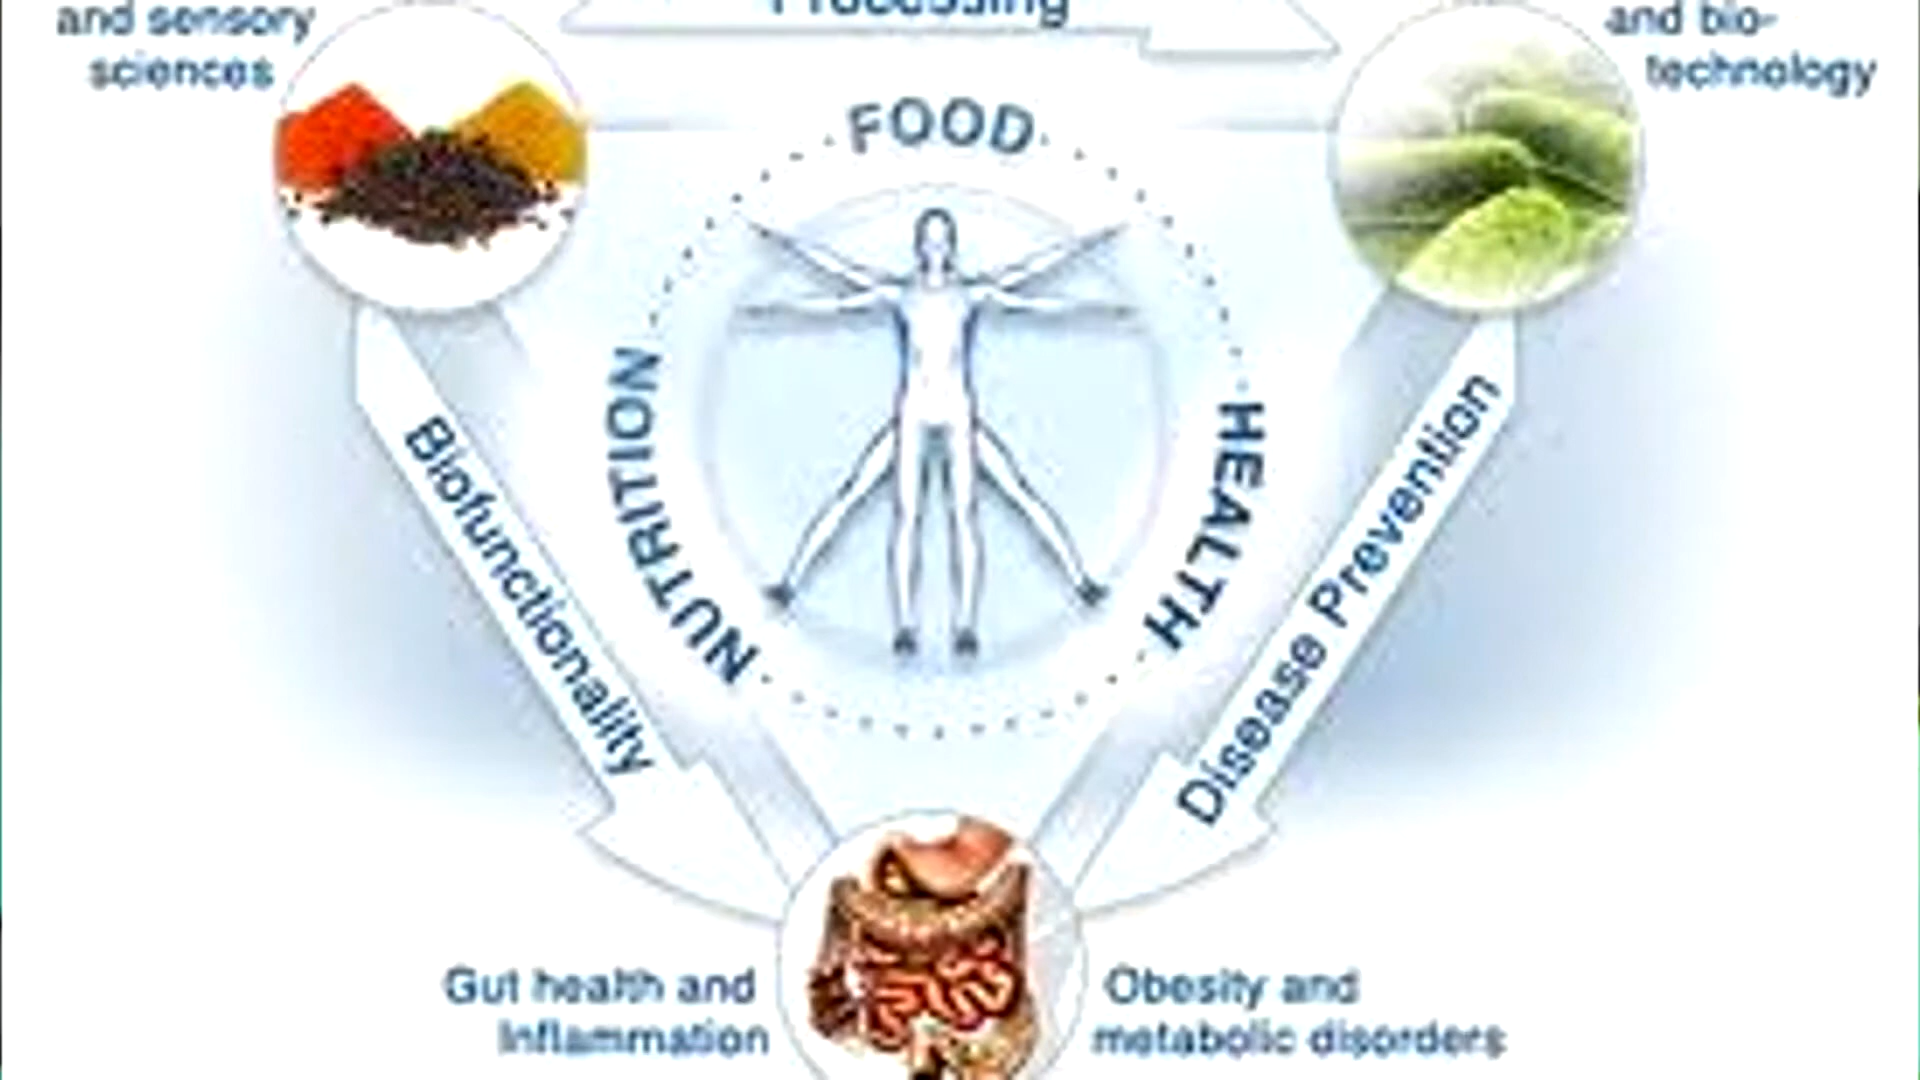 and sensory
sciences
Processing
and bio-
technology
FOOD
NUTRITION
HEALTH
Biofunctionality
Disease Prevention
Gut health and
Inflammation
Obesity and
metabolic disorders